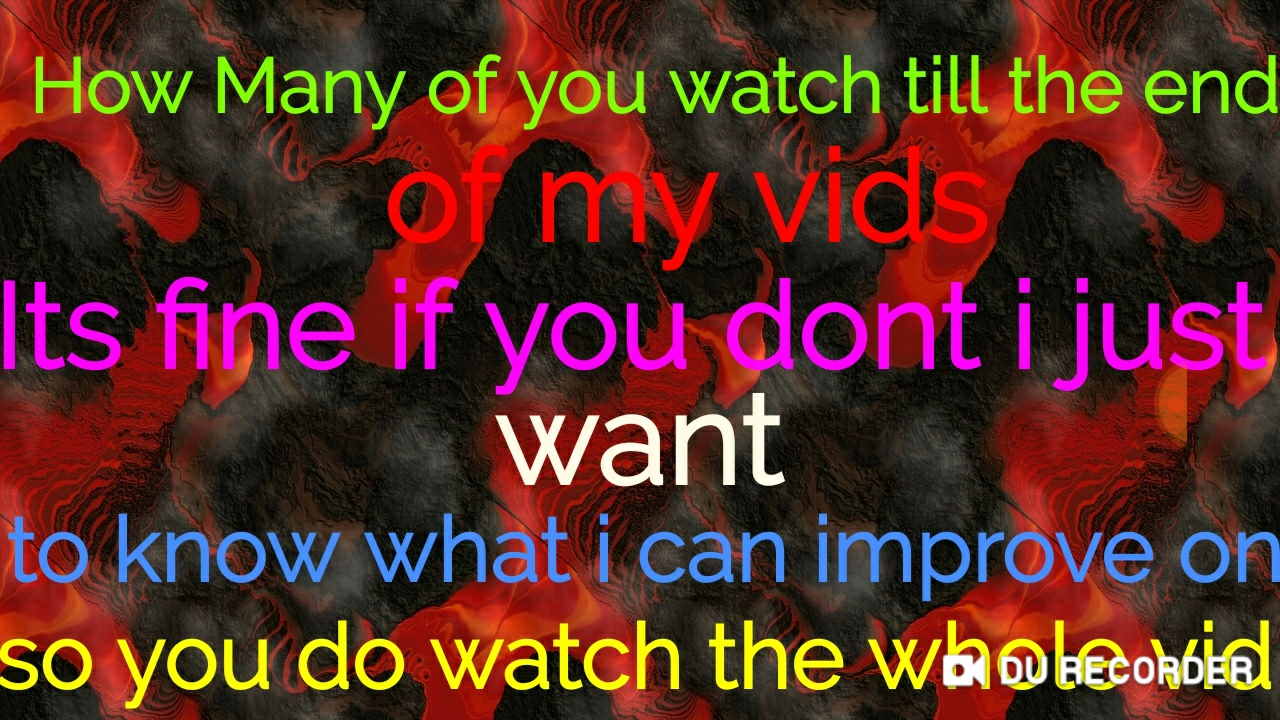 How Many of you watch till the end
of my vids
Its fine if you dont i just
want
to know what i can improve on
so you do watch the whole vid
DU RECORDER